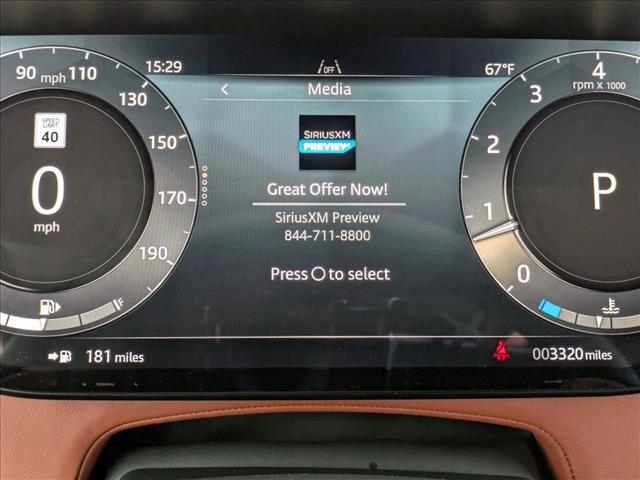 90 mph 110
130
150
170
190
SPEED
LIMIT
40
0
mph
F
15:29
OFF
67°F
Media
SIRIUSXM
PREVIEW
Great Offer Now!
SiriusXM Preview
844-711-8800
Press O to select
4
rpm x 1000
3
2
1
0
P
181 miles
003320 miles